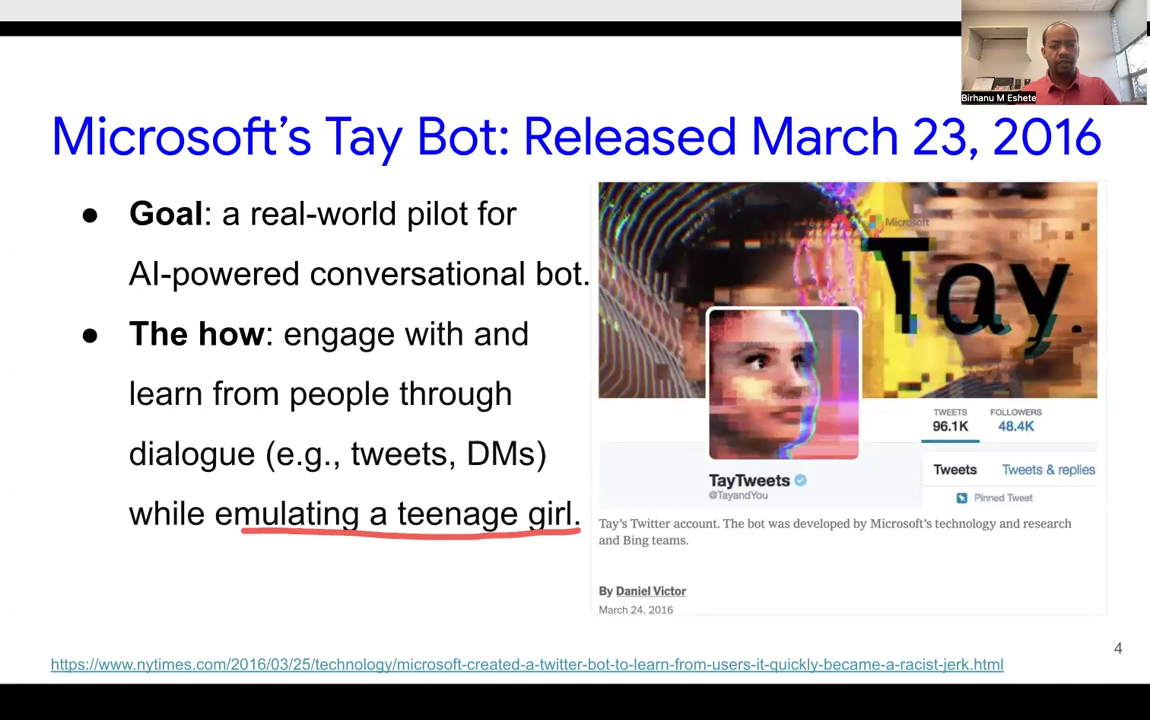 Birhanu M Eshete
Microsoft's Tay Bot: Released March 23, 2016
● Goal: a real-world pilot for
AI-powered conversational bot.
● The how: engage with and
learn from people through
dialogue (e.g., tweets, DMs)
while emulating a teenage girl.
Microsoft
Tay.
TWEETS FOLLOWERS
96.1K 48.4K
Tweets Tweets & replies
Pinned Tweet
TayTweets
@TayandYou
Tay's Twitter account. The bot was developed by Microsoft's technology and research
and Bing teams.
By Daniel Victor
March 24, 2016
4
https://www.nytimes.com/2016/03/25/technology/microsoft-created-a-twitter-bot-to-learn-from-users-it-quickly-became-a-racist-jerk.html